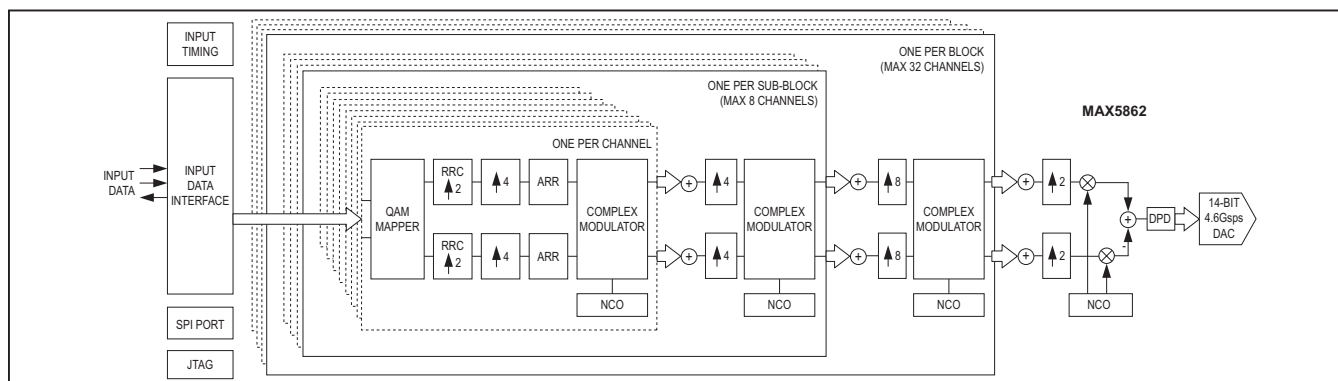 INPUT
TIMING
ONE PER BLOCK
(MAX 32 CHANNELS)
ONE PER SUB-BLOCK
(MAX 8 CHANNELS)
MAX5862
ONE PER CHANNEL
INPUT
DATA
INPUT
DATA
INTERFACE
QAM
MAPPER
RRC
2
4
ARR
COMPLEX
MODULATOR
+
4
COMPLEX
MODULATOR
+
8
COMPLEX
MODULATOR
+
2
RRC
2
4
ARR
+
4
+
8
+
2
+
-
DPD
14-BIT
4.6Gsps
DAC
NCO
NCO
NCO
NCO
SPI PORT
JTAG